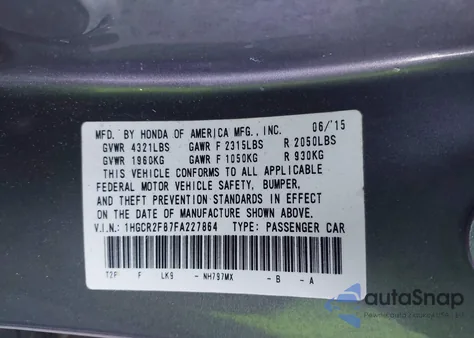 MFD. BY HONDA OF AMERICA MFG., INC. 06/'15
GVWR 4321LBS GAWR F 2315LBS R 2050LBS
GVWR 1960KG GAWR F 1050KG R 930KG
THIS VEHICLE CONFORMS TO ALL APPLICABLE
FEDERAL MOTOR VEHICLE SAFETY, BUMPER,
AND THEFT PREVENTION STANDARDS IN EFFECT
ON THE DATE OF MANUFACTURE SHOWN ABOVE.
V.I.N.: 1HGCR2F87FA227864 TYPE: PASSENGER CAR
T2P F LK9 - NH797MX - B - A
autoSnap